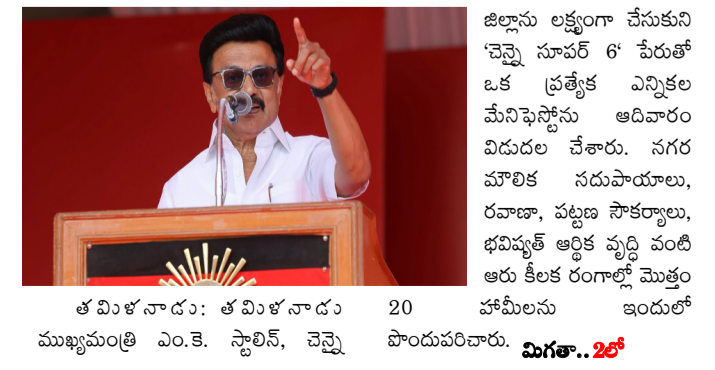 తమిళనాడు: తమిళనాడు
ముఖ్యమంత్రి ఎం.కె. స్టాలిన్, చెన్నై
జిల్లాను లక్ష్యంగా చేసుకుని
‘చెన్నై సూపర్ 6‘ పేరుతో
ఒక ప్రత్యేక ఎన్నికల
మేనిఫెస్టోను ఆదివారం
విడుదల చేశారు. నగర
మౌలిక సదుపాయాలు,
రవాణా, పట్టణ సౌకర్యాలు,
భవిష్యత్ ఆర్థిక వృద్ధి వంటి
ఆరు కీలక రంగాల్లో మొత్తం
20 హామీలను ఇందులో
పొందుపరిచారు.
మిగతా.. 2లో